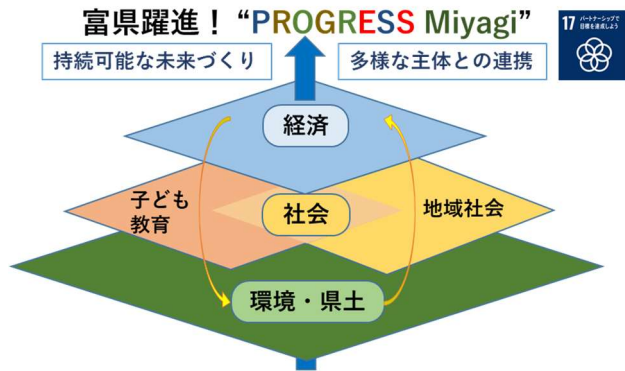 富県躍進！“PROGRESS Miyagi”
持続可能な未来づくり
多様な主体との連携
17 パートナーシップで
目標を達成しよう
経済
子ども
教育
社会
地域社会
環境・県土